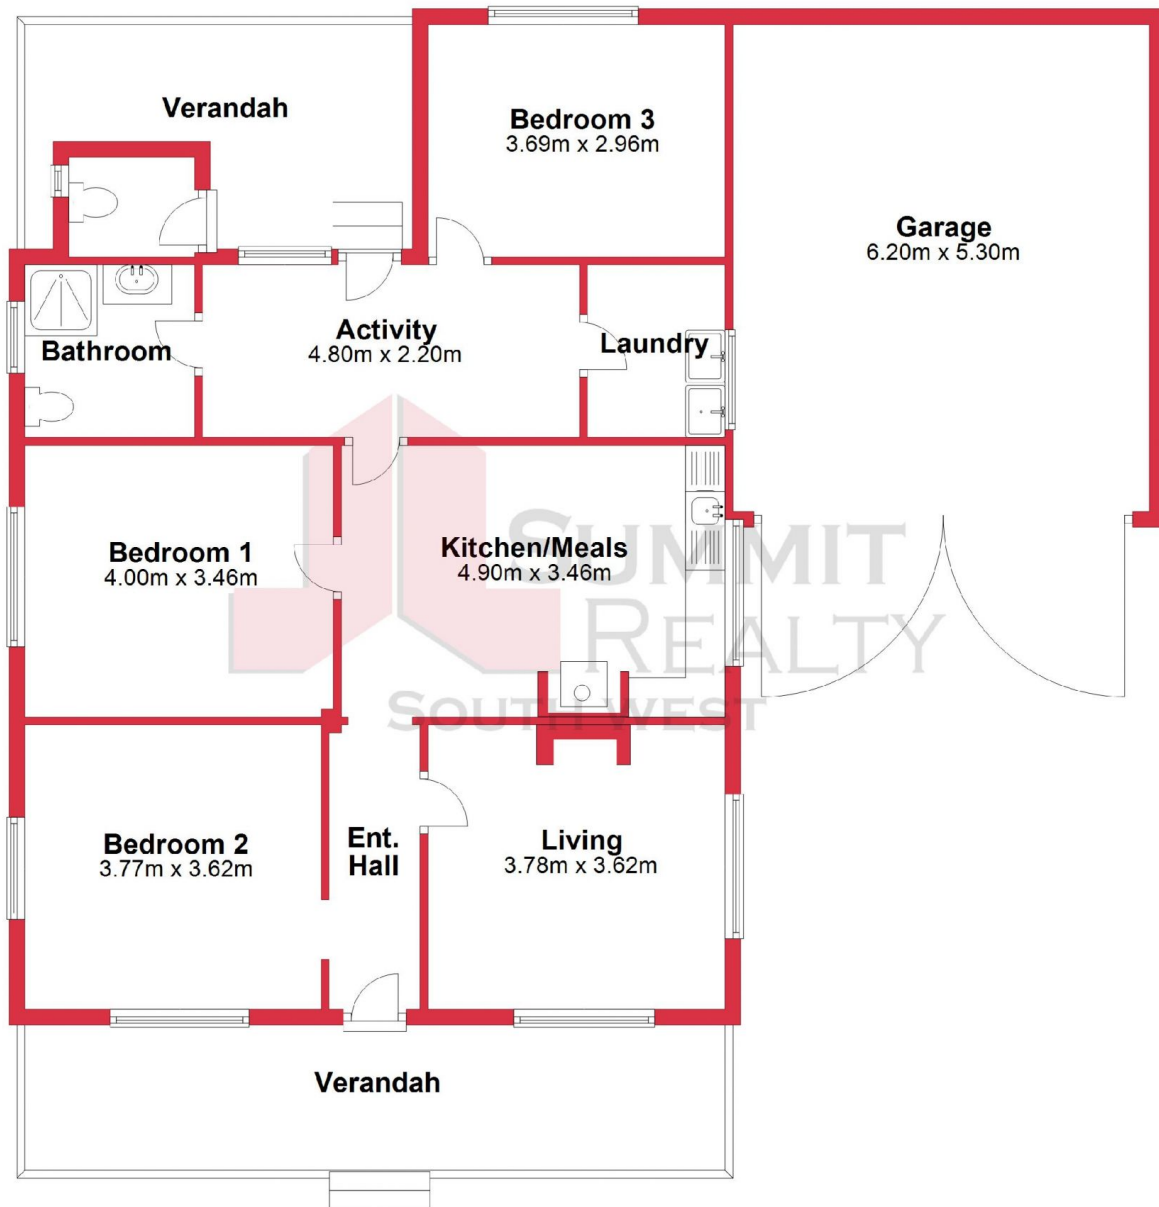 Verandah
Bedroom 3
3.69m x 2.96m
Garage
6.20m x 5.30m
Activity
4.80m x 2.20m
Laundry
Bathroom
Bedroom 1
4.00m x 3.46m
Kitchen/Meals
4.90m x 3.46m
SUMMIT
REALTY
SOUTH WEST
Bedroom 2
3.77m x 3.62m
Ent.
Hall
Living
3.78m x 3.62m
Verandah